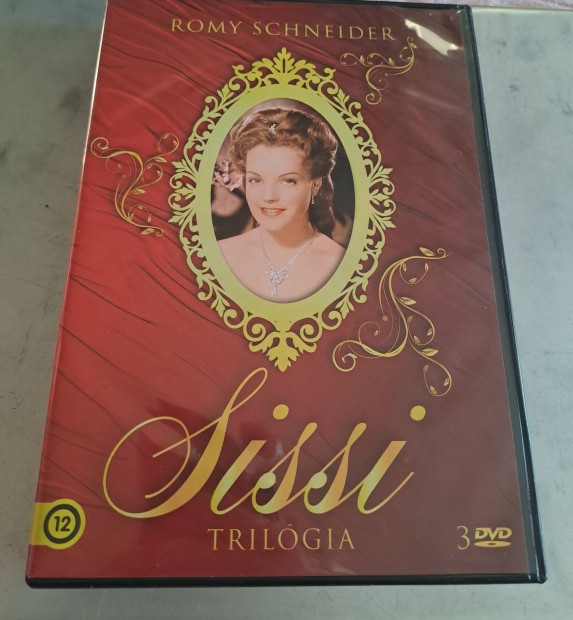 ROMY SCHNEIDER
Sissi
TRILÓGIA
12
3 DVD